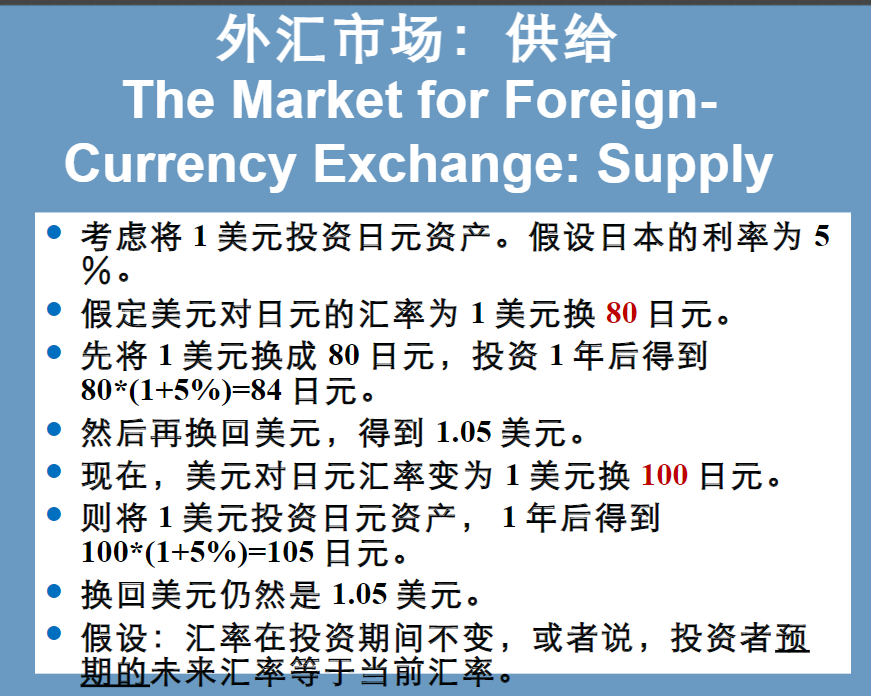 外汇市场：供给
The Market for Foreign-
Currency Exchange: Supply
考虑将 1 美元投资日元资产。假设日本的利率为 5
％。
假定美元对日元的汇率为 1 美元换 80 日元。
先将 1 美元换成 80 日元，投资 1 年后得到
80*(1+5%)=84 日元。
然后再换回美元，得到 1.05 美元。
现在，美元对日元汇率变为 1 美元换 100 日元。
则将 1 美元投资日元资产， 1 年后得到
100*(1+5%)=105 日元。
换回美元仍然是 1.05 美元。
假设：汇率在投资期间不变，或者说，投资者预
期的未来汇率等于当前汇率。